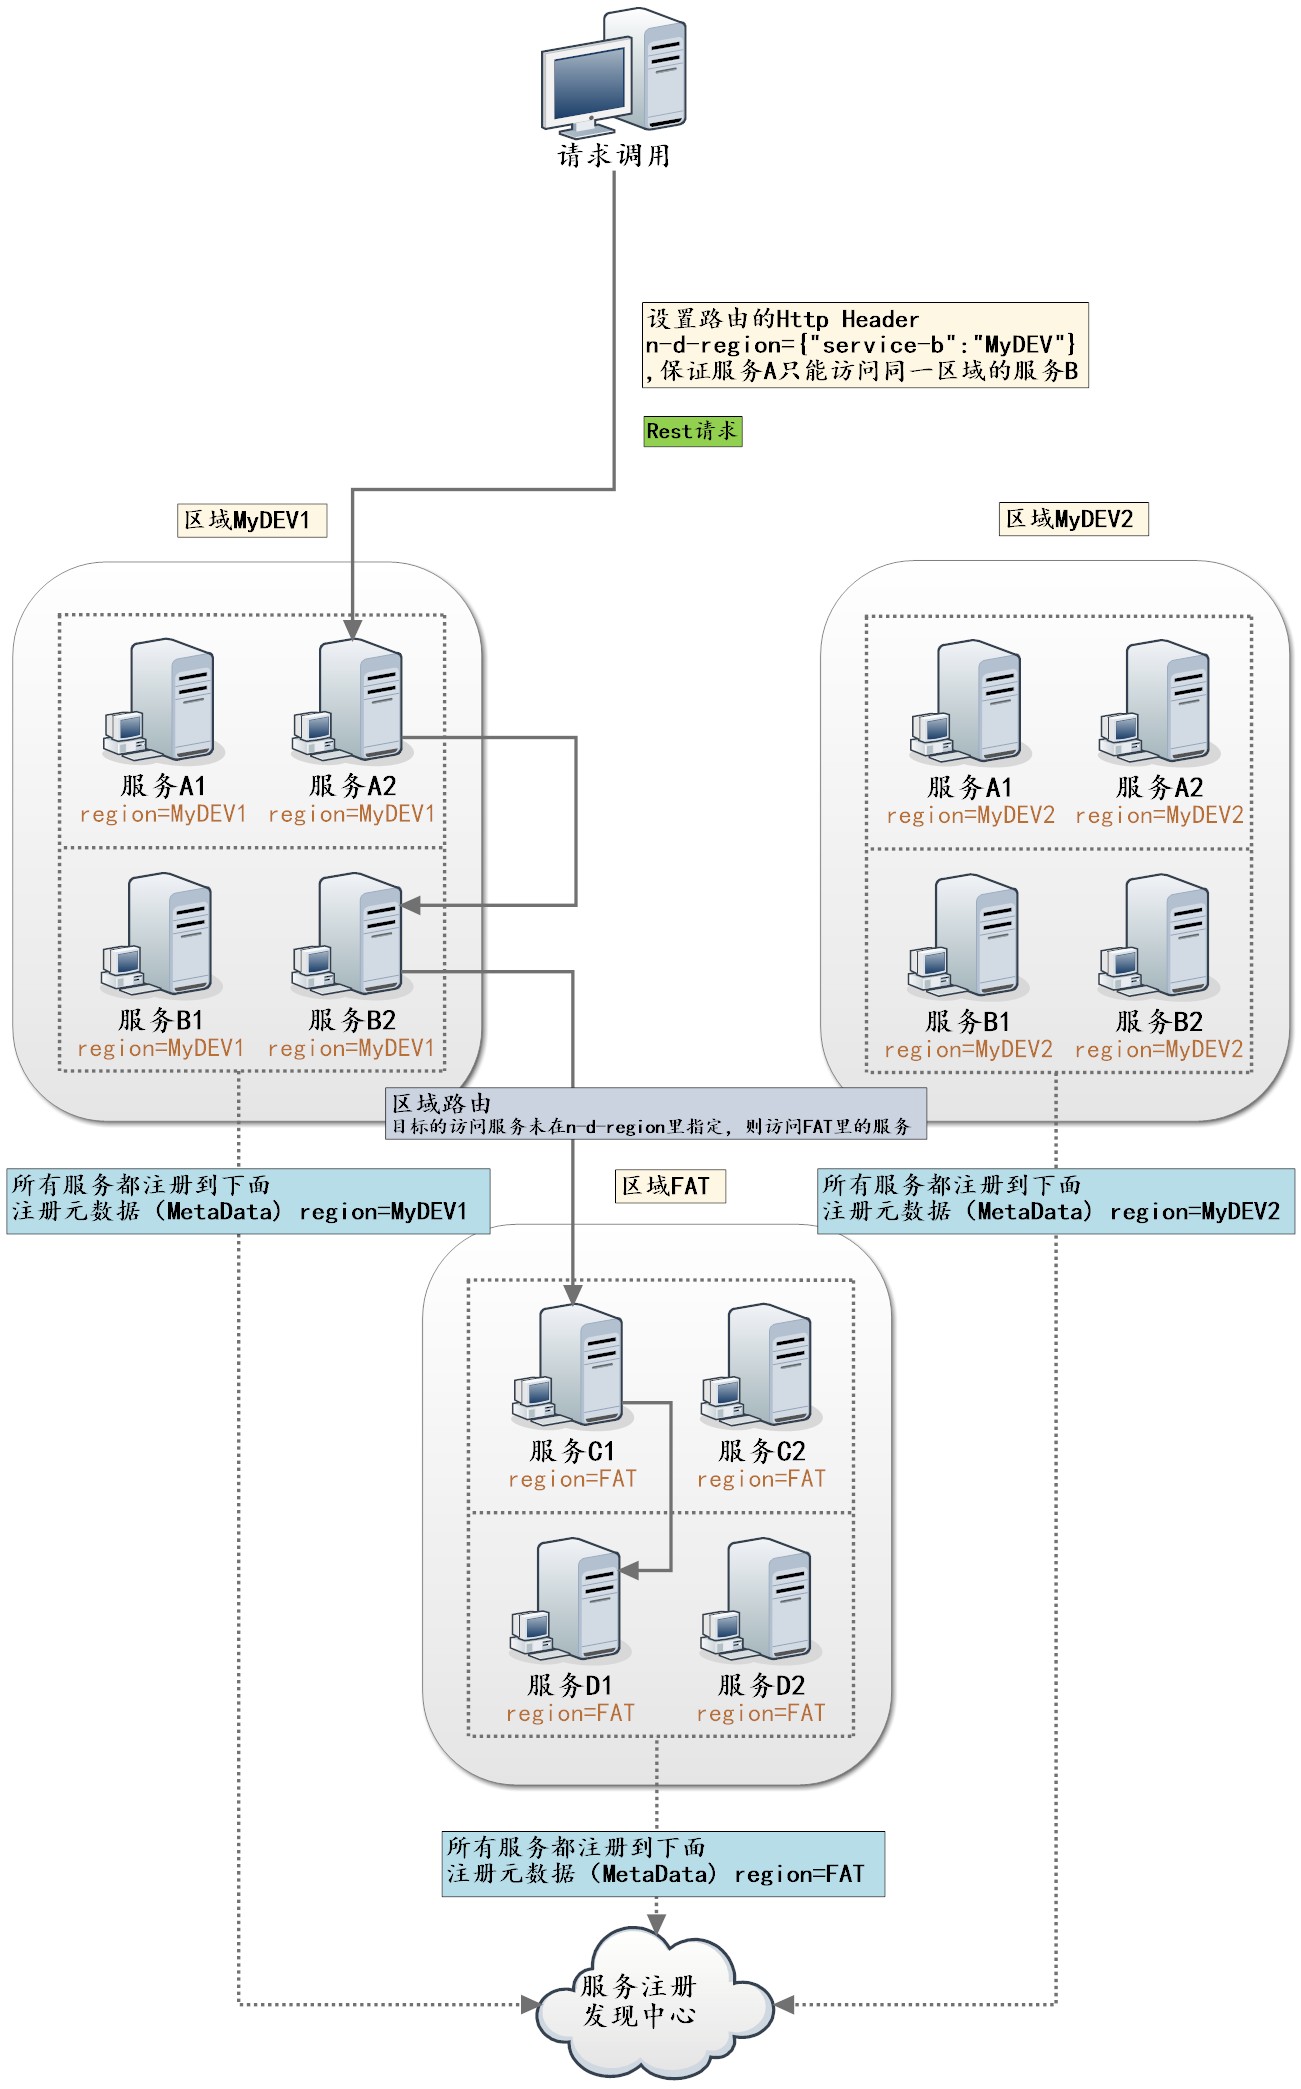 请求调用
设置路由的Http Header
n-d-region={"service-b":"MyDEV"}
,保证服务A只能访问同一区域的服务B
Rest请求
区域MyDEV1
区域MyDEV2
服务A1
region=MyDEV1
服务A2
region=MyDEV1
服务B1
region=MyDEV1
服务B2
region=MyDEV1
服务A1
region=MyDEV2
服务A2
region=MyDEV2
服务B1
region=MyDEV2
服务B2
region=MyDEV2
区域路由
目标的访问服务未在n-d-region里指定，则访问FAT里的服务
所有服务都注册到下面
注册元数据（MetaData）region=MyDEV1
区域FAT
所有服务都注册到下面
注册元数据（MetaData）region=MyDEV2
服务C1
region=FAT
服务C2
region=FAT
服务D1
region=FAT
服务D2
region=FAT
所有服务都注册到下面
注册元数据（MetaData）region=FAT
服务注册
发现中心